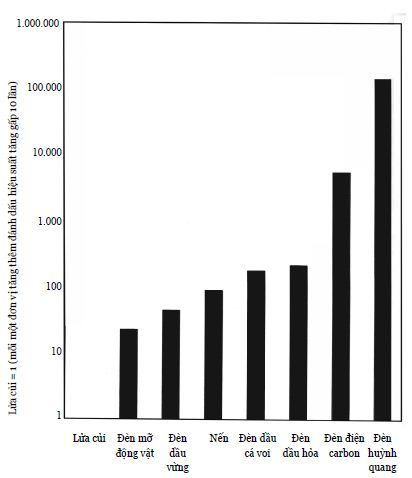 Lửa củi = 1 (mỗi một đơn vị tăng thêm đánh dấu hiệu suất tăng gấp 10 lần)
1.000.000
100.000
10.000
1.000
100
10
1
Lửa củi
Đèn mỡ
động vật
Đèn
dầu
vừng
Nến
Đèn dầu
cá voi
Đèn
dầu hỏa
Đèn điện
carbon
Đèn
huỳnh
quang